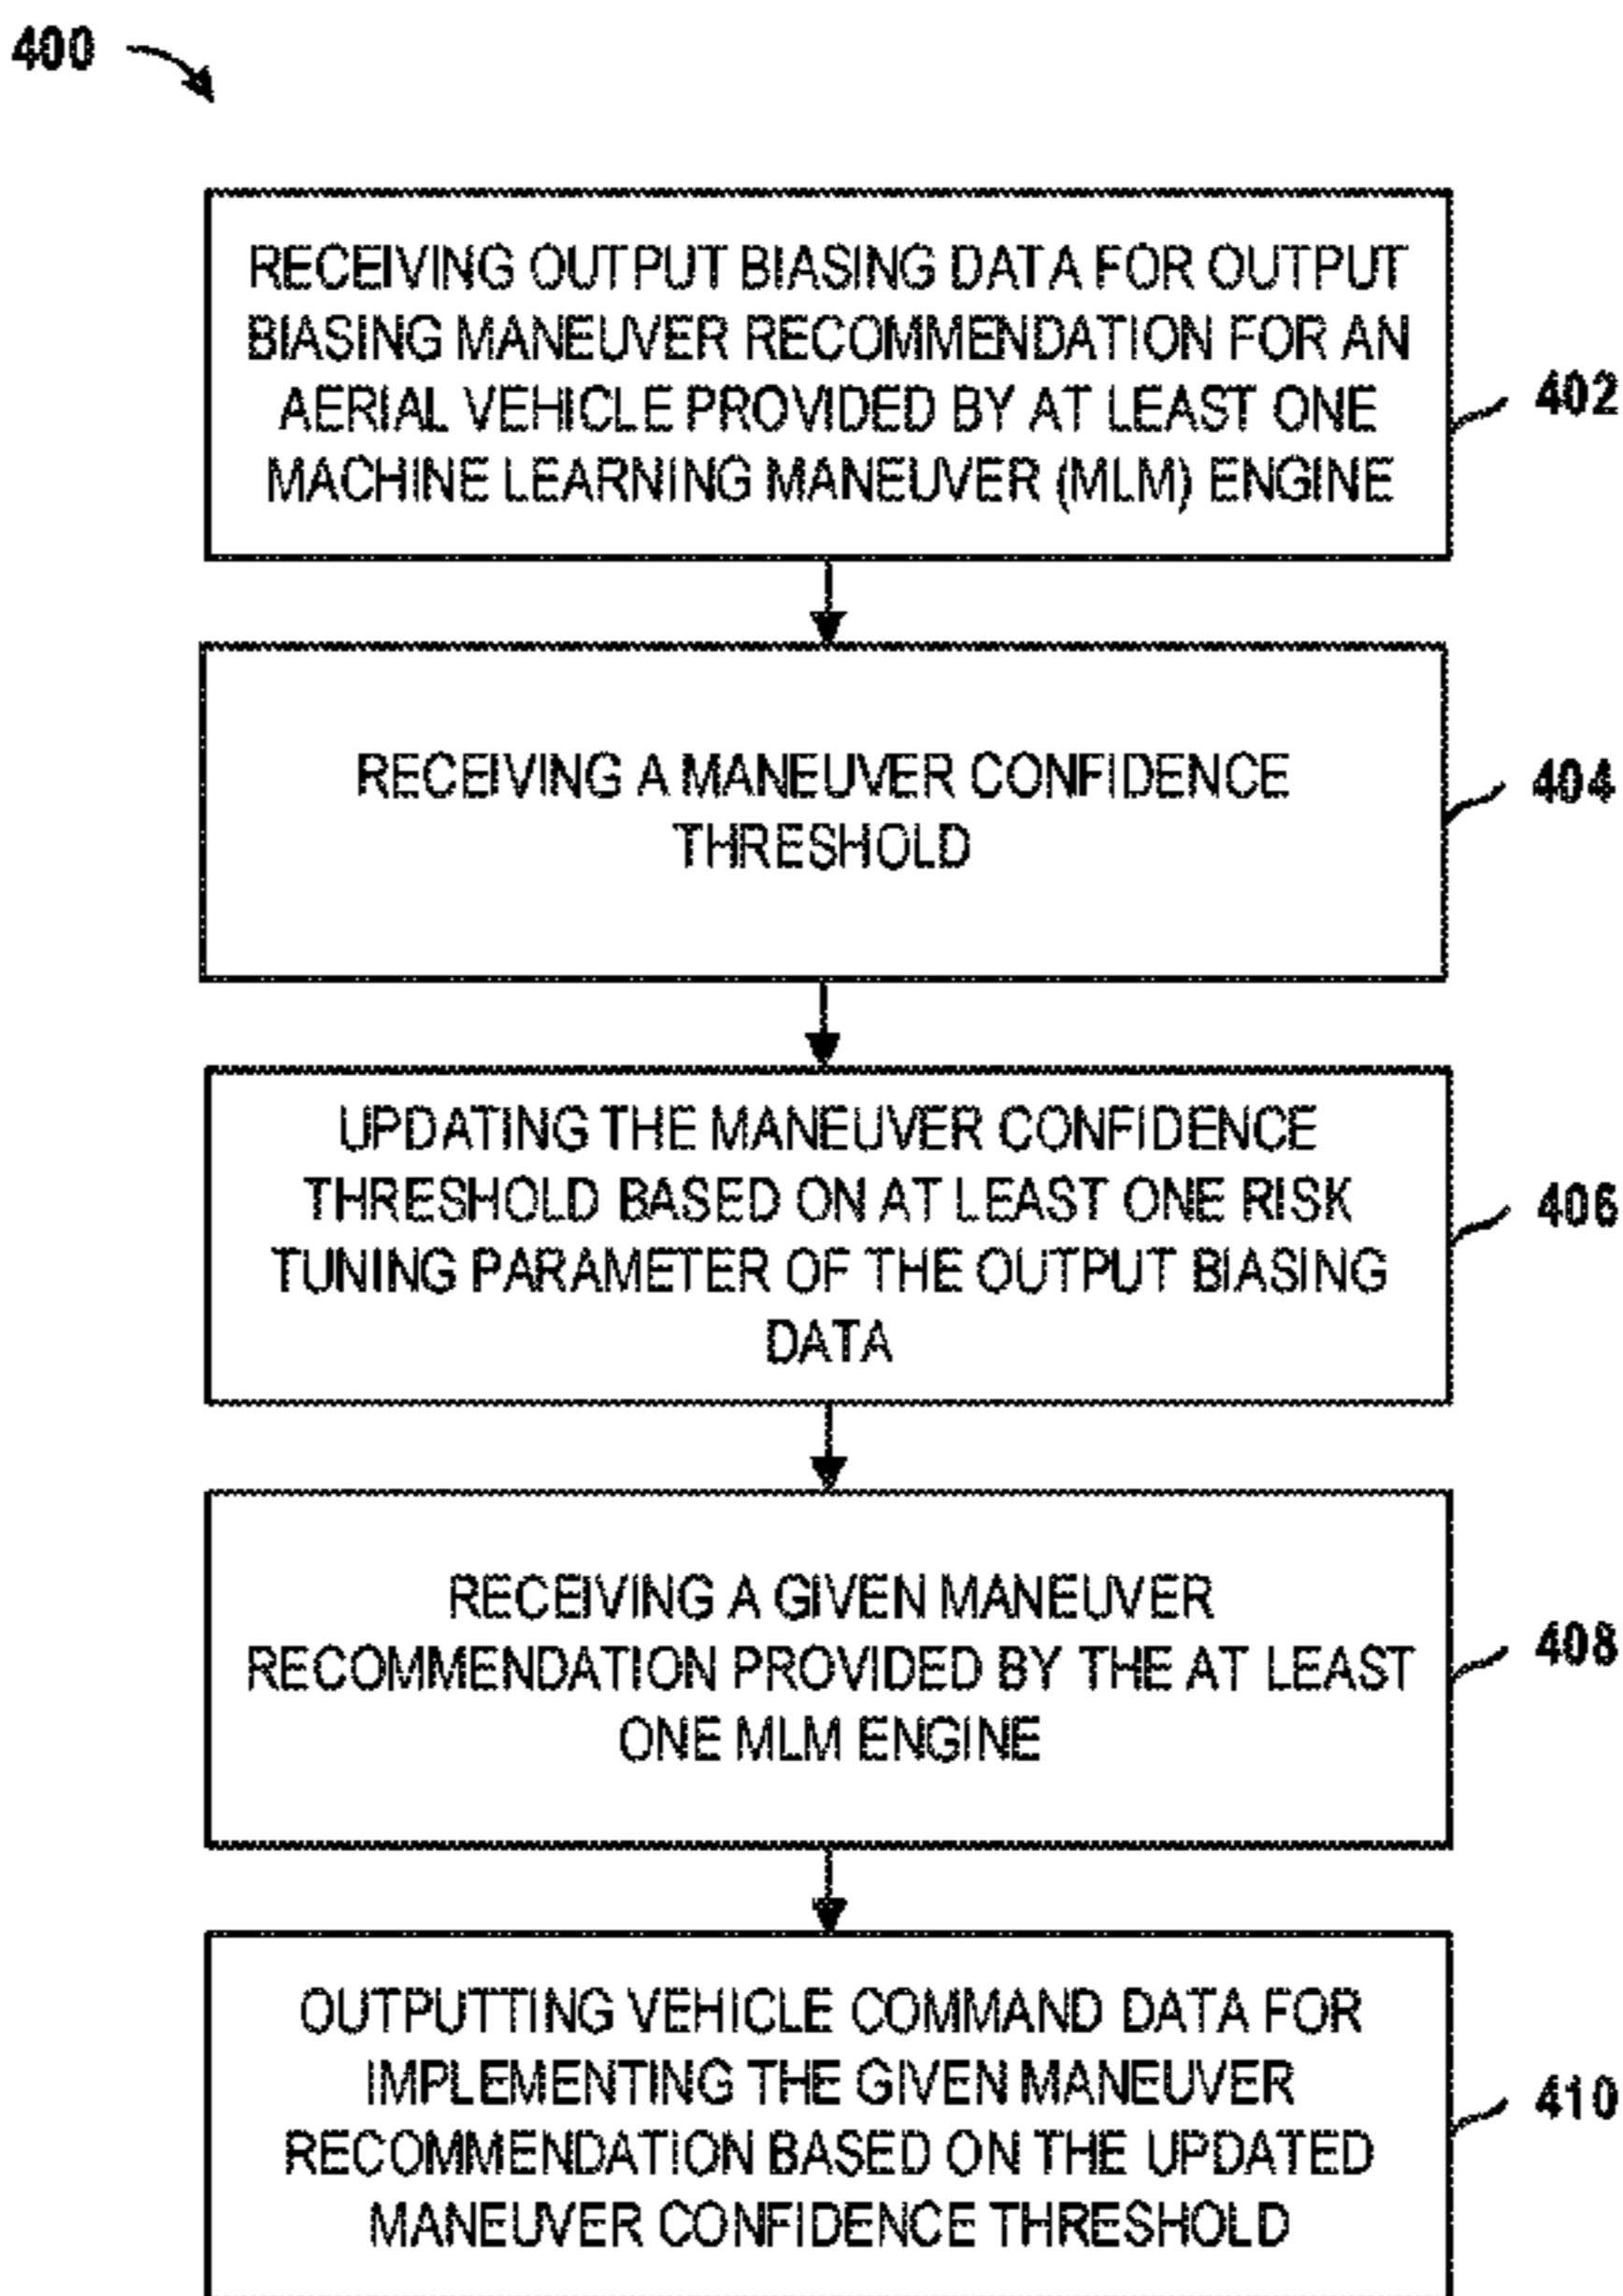 400
RECEIVING OUTPUT BIASING DATA FOR OUTPUT
BIASING MANEUVER RECOMMENDATION FOR AN
AERIAL VEHICLE PROVIDED BY AT LEAST ONE
MACHINE LEARNING MANEUVER (MLM) ENGINE
402
RECEIVING A MANEUVER CONFIDENCE
THRESHOLD
404
UPDATING THE MANEUVER CONFIDENCE
THRESHOLD BASED ON AT LEAST ONE RISK
TUNING PARAMETER OF THE OUTPUT BIASING
DATA
406
RECEIVING A GIVEN MANEUVER
RECOMMENDATION PROVIDED BY THE AT LEAST
ONE MLM ENGINE
408
OUTPUTTING VEHICLE COMMAND DATA FOR
IMPLEMENTING THE GIVEN MANEUVER
RECOMMENDATION BASED ON THE UPDATED
MANEUVER CONFIDENCE THRESHOLD
410